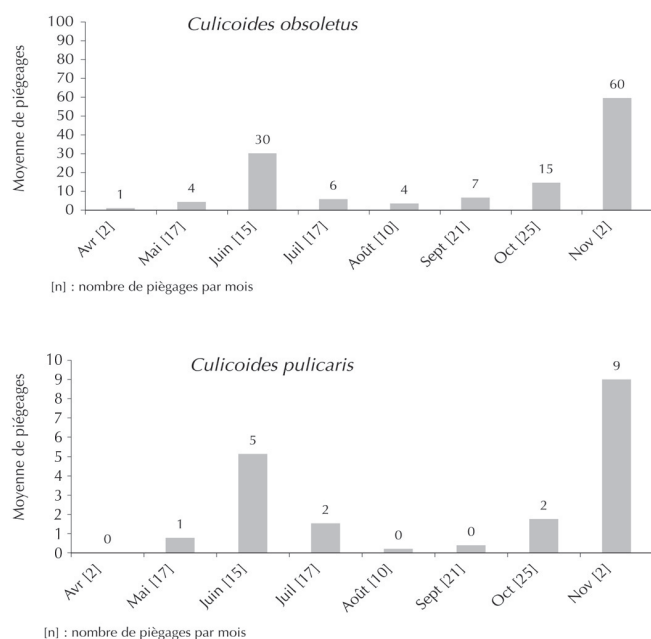 Culicoides obsoletus
Moyenne de piégeages
100
90
80
70
60
50
40
30
20
10
0
1
4
30
6
4
7
15
60
Avr [2]
Mai [17]
Juin [15]
Juil [17]
Août [10]
Sept [21]
Oct [25]
Nov [2]
[n] : nombre de piègages par mois
Culicoides pulicaris
Moyenne de piégeages
10
9
8
7
6
5
4
3
2
1
0
0
1
5
2
0
0
2
9
Avr [2]
Mai [17]
Juin [15]
Juil [17]
Août [10]
Sept [21]
Oct [25]
Nov [2]
[n] : nombre de piègages par mois